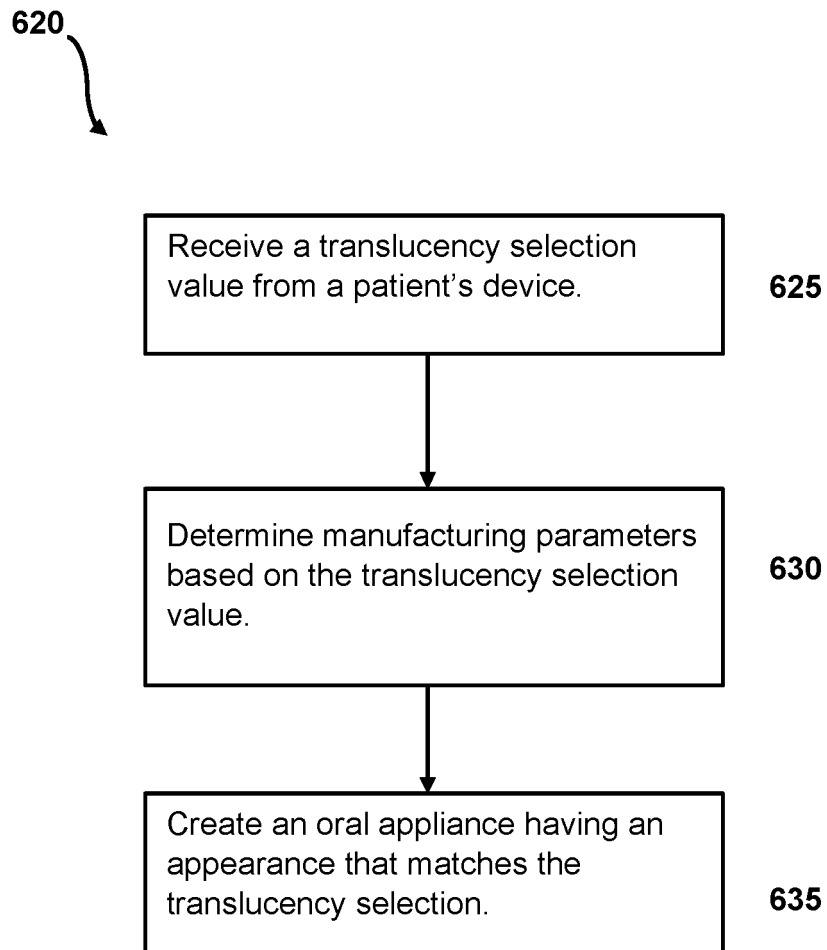 620
Receive a translucency selection
value from a patient's device.
625
Determine manufacturing parameters
based on the translucency selection
value.
630
Create an oral appliance having an
appearance that matches the
translucency selection.
635